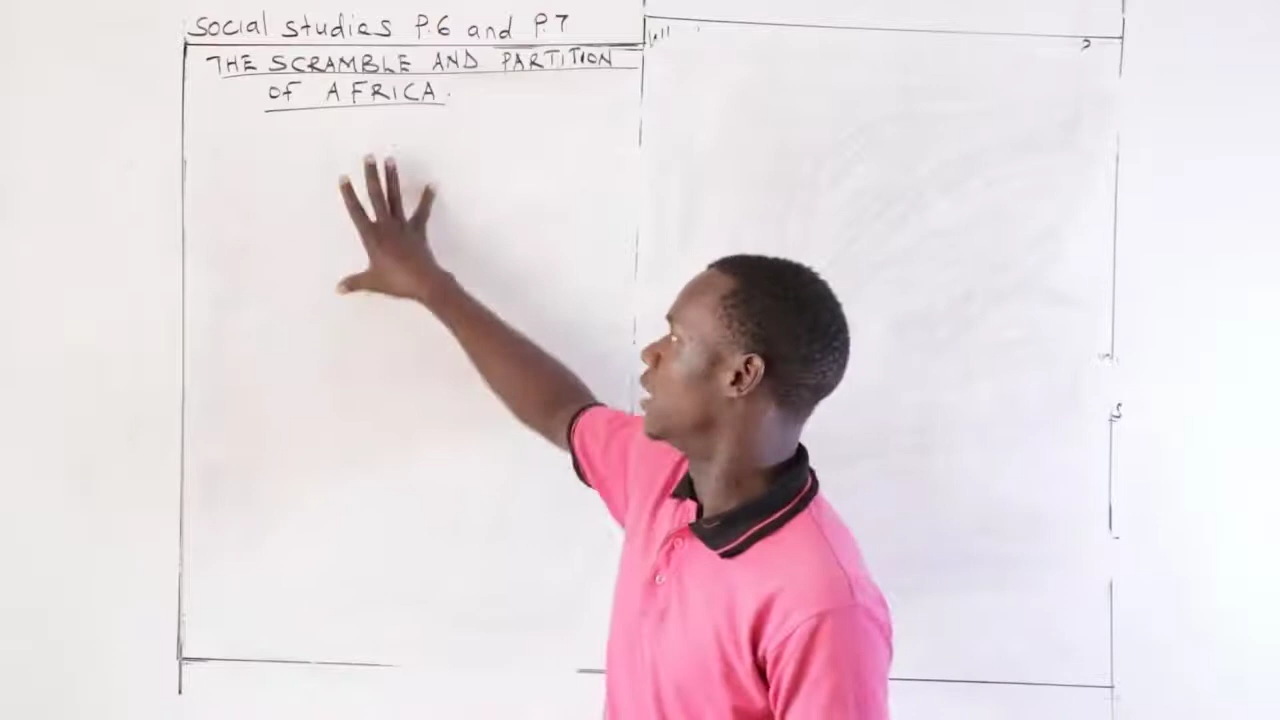 Social studies P.6 and P.7
THE SCRAMBLE AND PARTITION
Of AFRICA.